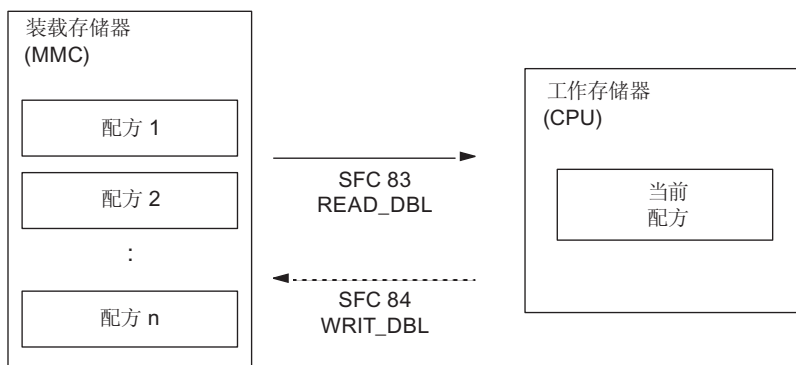 装载存储器
(MMC)
配方 1
配方 2
:
配方 n
SFC 83
READ_DBL
SFC 84
WRIT_DBL
工作存储器
(CPU)
当前
配方